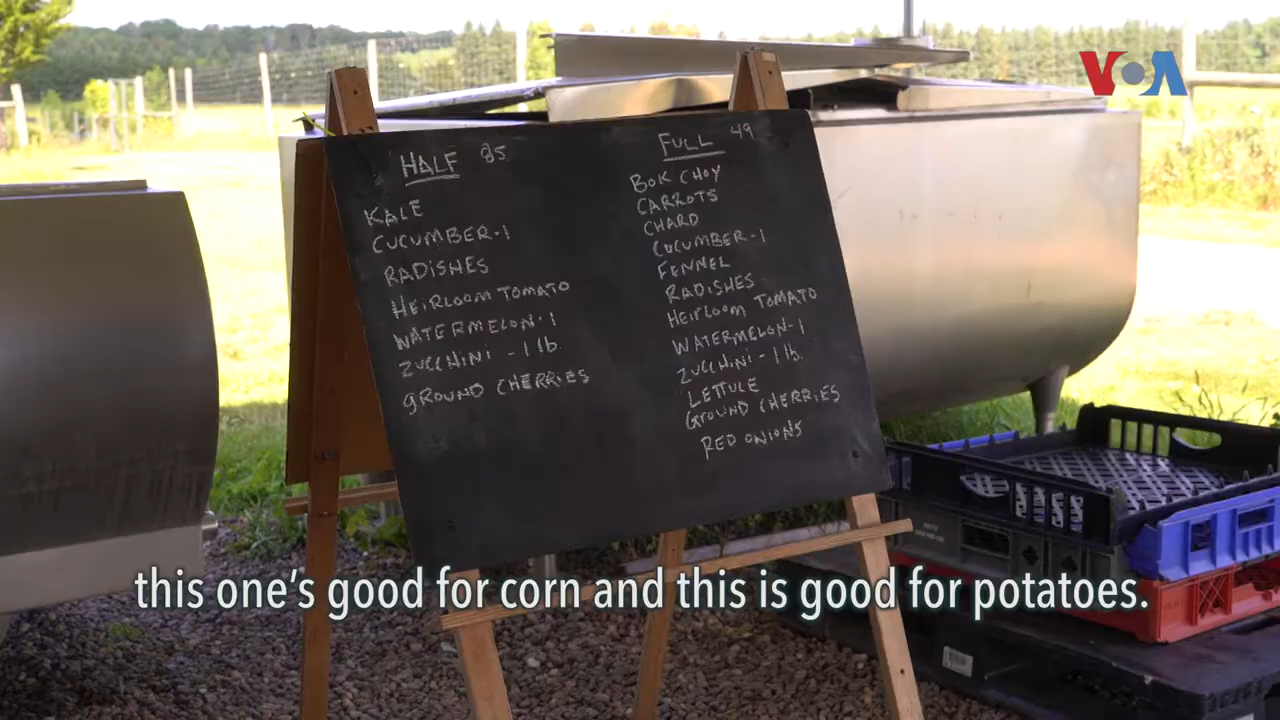 VOA
HALF 85
KALE
CUCUMBER-1
RADISHES
HEIRLOOM TOMATO
WATERMELON-1
ZUCCHINI - 1 lb.
GROUND CHERRIES
FULL 49
BOK CHOY
CARROTS
CHARD
CUCUMBER-1
FENNEL
RADISHES
HEIRLOOM TOMATO
WATERMELON-1
ZUCCHINI - 1 lb.
LETTUCE
GROUND CHERRIES
RED ONIONS
this one's good for corn and this is good for potatoes.